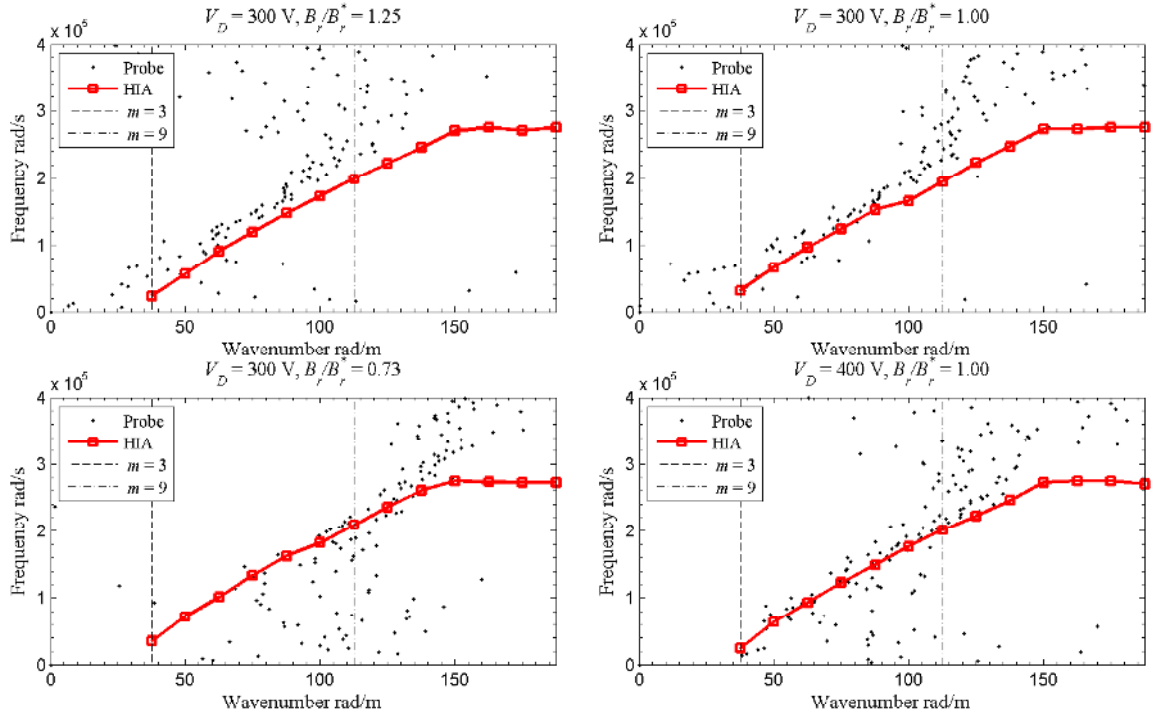 V_D = 300 V, B_r/B_r^* = 1.25
x 10^5
Frequency rad/s
4
3
2
1
0
Probe
HIA
m = 3
m = 9
0 50 100 150
Wavenumber rad/m
V_D = 300 V, B_r/B_r^* = 1.00
x 10^5
Frequency rad/s
4
3
2
1
0
Probe
HIA
m = 3
m = 9
0 50 100 150
Wavenumber rad/m
V_D = 300 V, B_r/B_r^* = 0.73
x 10^5
Frequency rad/s
4
3
2
1
0
Probe
HIA
m = 3
m = 9
0 50 100 150
Wavenumber rad/m
V_D = 400 V, B_r/B_r^* = 1.00
x 10^5
Frequency rad/s
4
3
2
1
0
Probe
HIA
m = 3
m = 9
0 50 100 150
Wavenumber rad/m